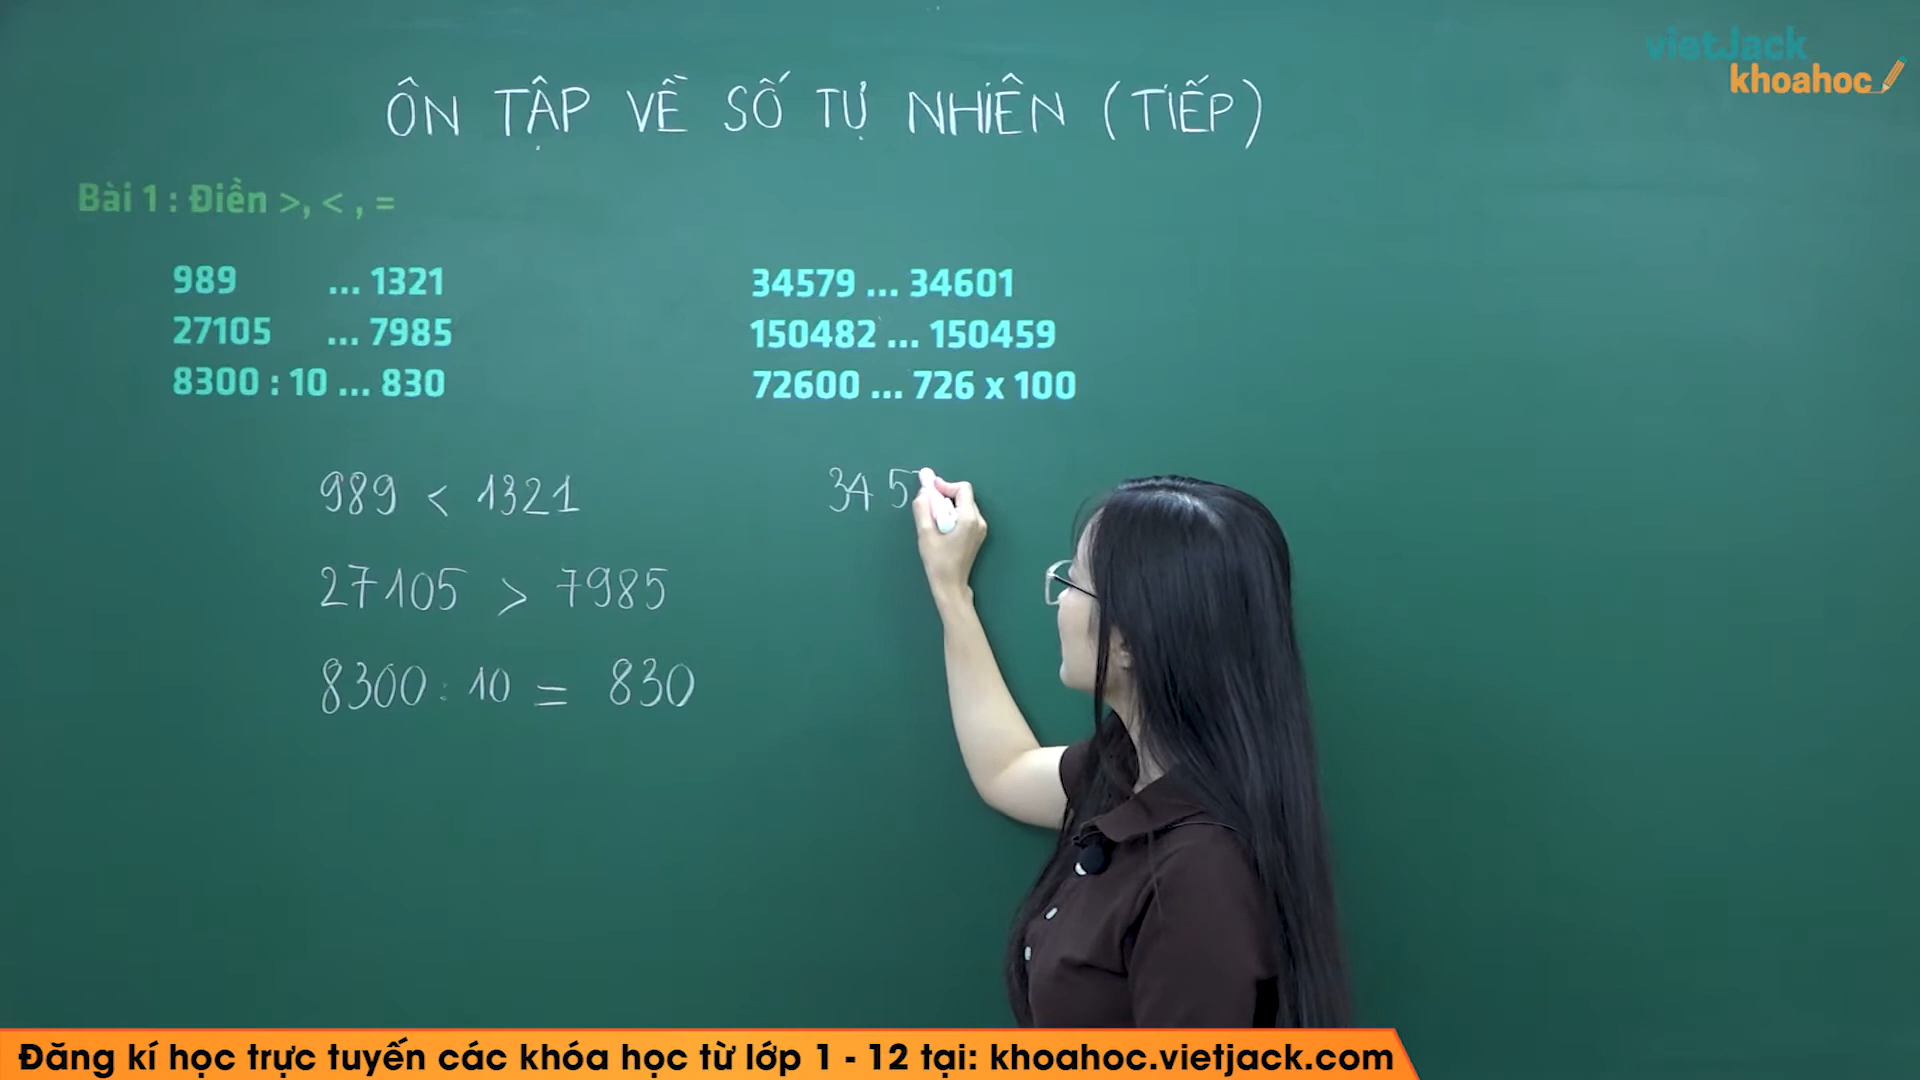 vietJack
khoahoc
ÔN TẬP VỀ SỐ TỰ NHIÊN (TIẾP)
Bài 1 : Điền >, < , =
989 ... 1321
27105 ... 7985
8300 : 10 ... 830
34579 ... 34601
150482 ... 150459
72600 ... 726 x 100
989 < 1321
27105 > 7985
8300 : 10 = 830
34 5
Đăng kí học trực tuyến các khóa học từ lớp 1 - 12 tại: khoahoc.vietjack.com